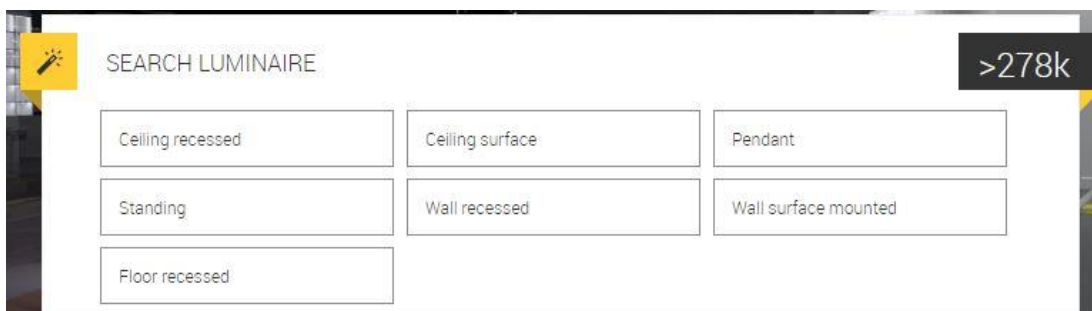 SEARCH LUMINAIRE
>278k
Ceiling recessed
Ceiling surface
Pendant
Standing
Wall recessed
Wall surface mounted
Floor recessed